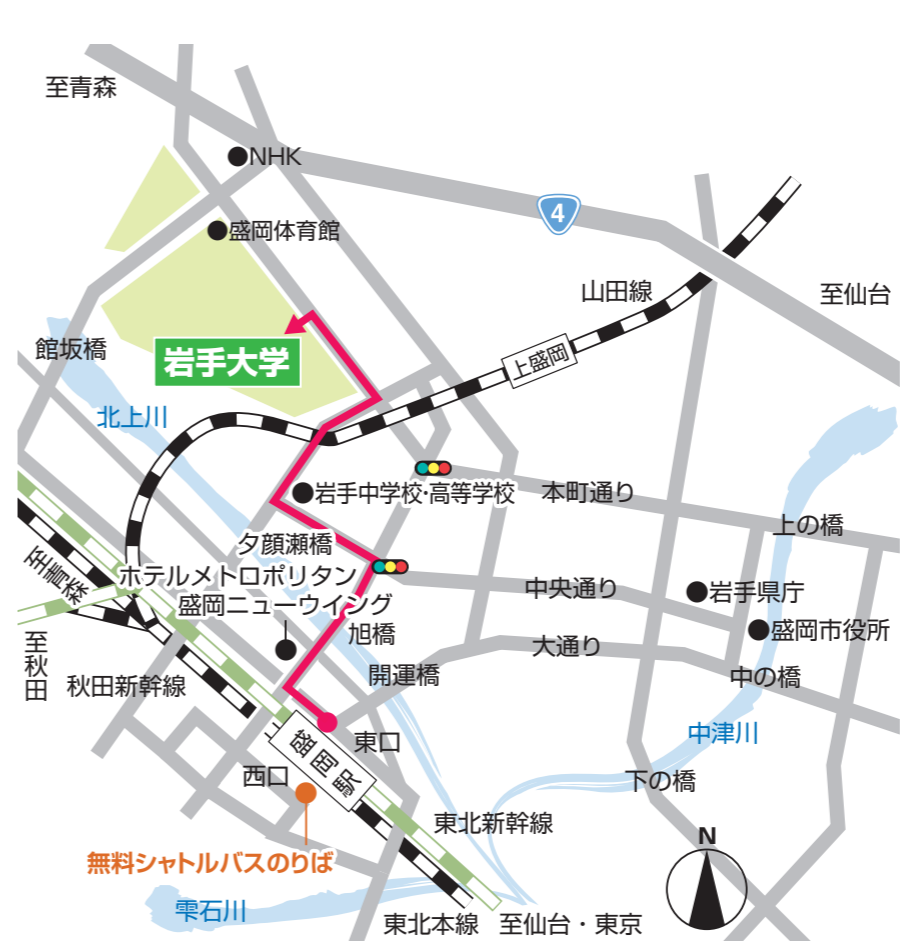 至青森
NHK
盛岡体育館
4
山田線
至仙台
館坂橋
岩手大学
上盛岡
北上川
岩手中学校・高等学校
本町通り
上の橋
夕顔瀬橋
至青森
ホテルメトロポリタン
盛岡ニューウイング
中央通り
岩手県庁
旭橋
盛岡市役所
至秋田
大通り
秋田新幹線
開運橋
中の橋
盛岡駅
東口
中津川
西口
下の橋
東北新幹線
N
無料シャトルバスのりば
雫石川
東北本線
至仙台・東京